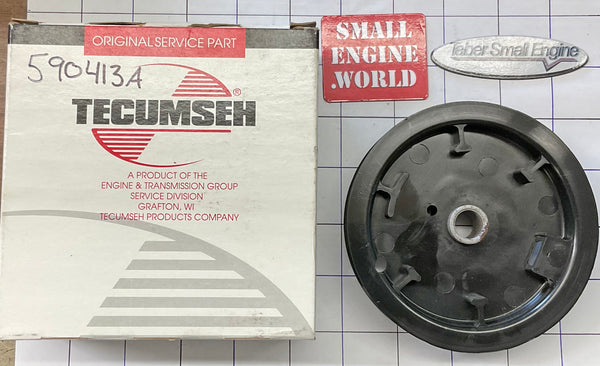 ORIGINAL SERVICE PART
590413A
TECUMSEH®
A PRODUCT OF THE
ENGINE & TRANSMISSION GROUP
SERVICE DIVISION
GRAFTON, WI
TECUMSEH PRODUCTS COMPANY
SMALL
ENGINE
.WORLD
Taber Small Engine